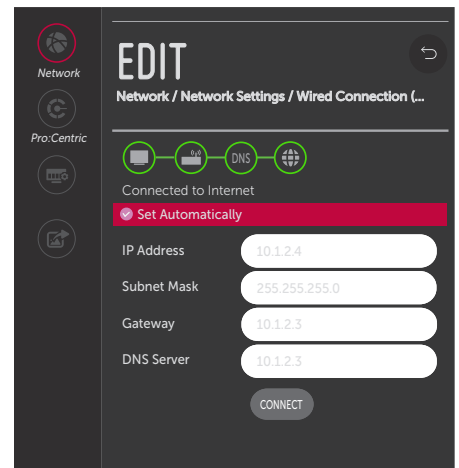 Network
Pro:Centric
EDIT
Network / Network Settings / Wired Connection (...
DNS
Connected to Internet
Set Automatically
IP Address 10.1.2.4
Subnet Mask 255.255.255.0
Gateway 10.1.2.3
DNS Server 10.1.2.3
CONNECT